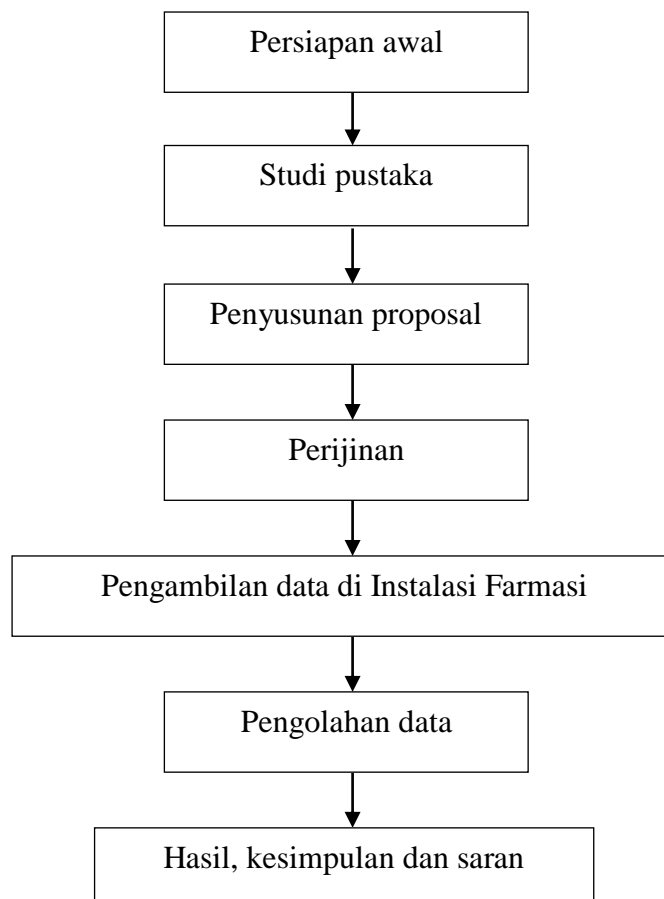 Persiapan awal
Studi pustaka
Penyusunan proposal
Perijinan
Pengambilan data di Instalasi Farmasi
Pengolahan data
Hasil, kesimpulan dan saran